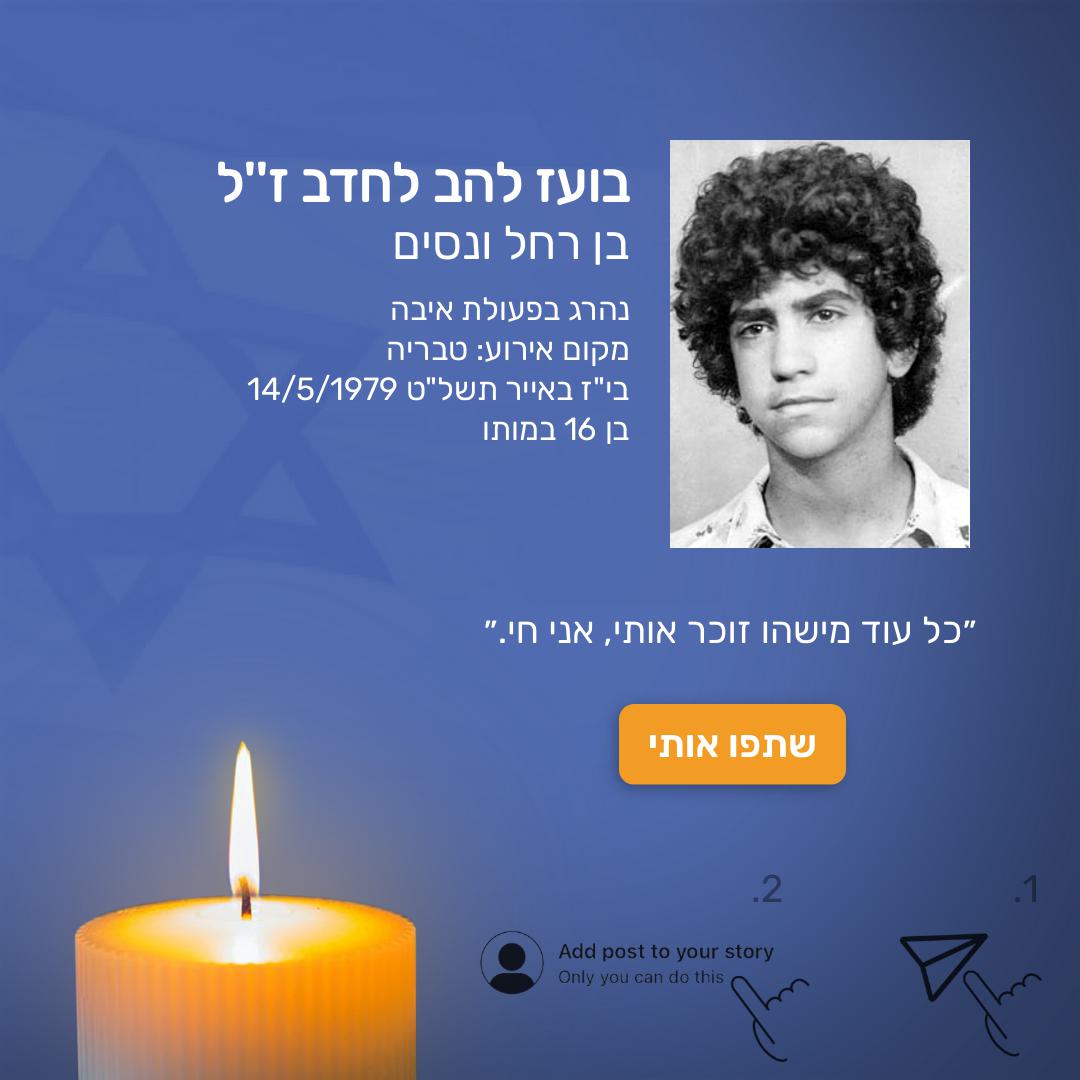 בועז להב לחדב ז''ל
בן רחל ונסים
נהרג בפעולת איבה
מקום אירוע: טבריה
בי"ז באייר תשל"ט 14/5/1979
בן 16 במותו
״כל עוד מישהו זוכר אותי, אני חי.״
שתפו אותי
.1
.2
Add post to your story
Only you can do this